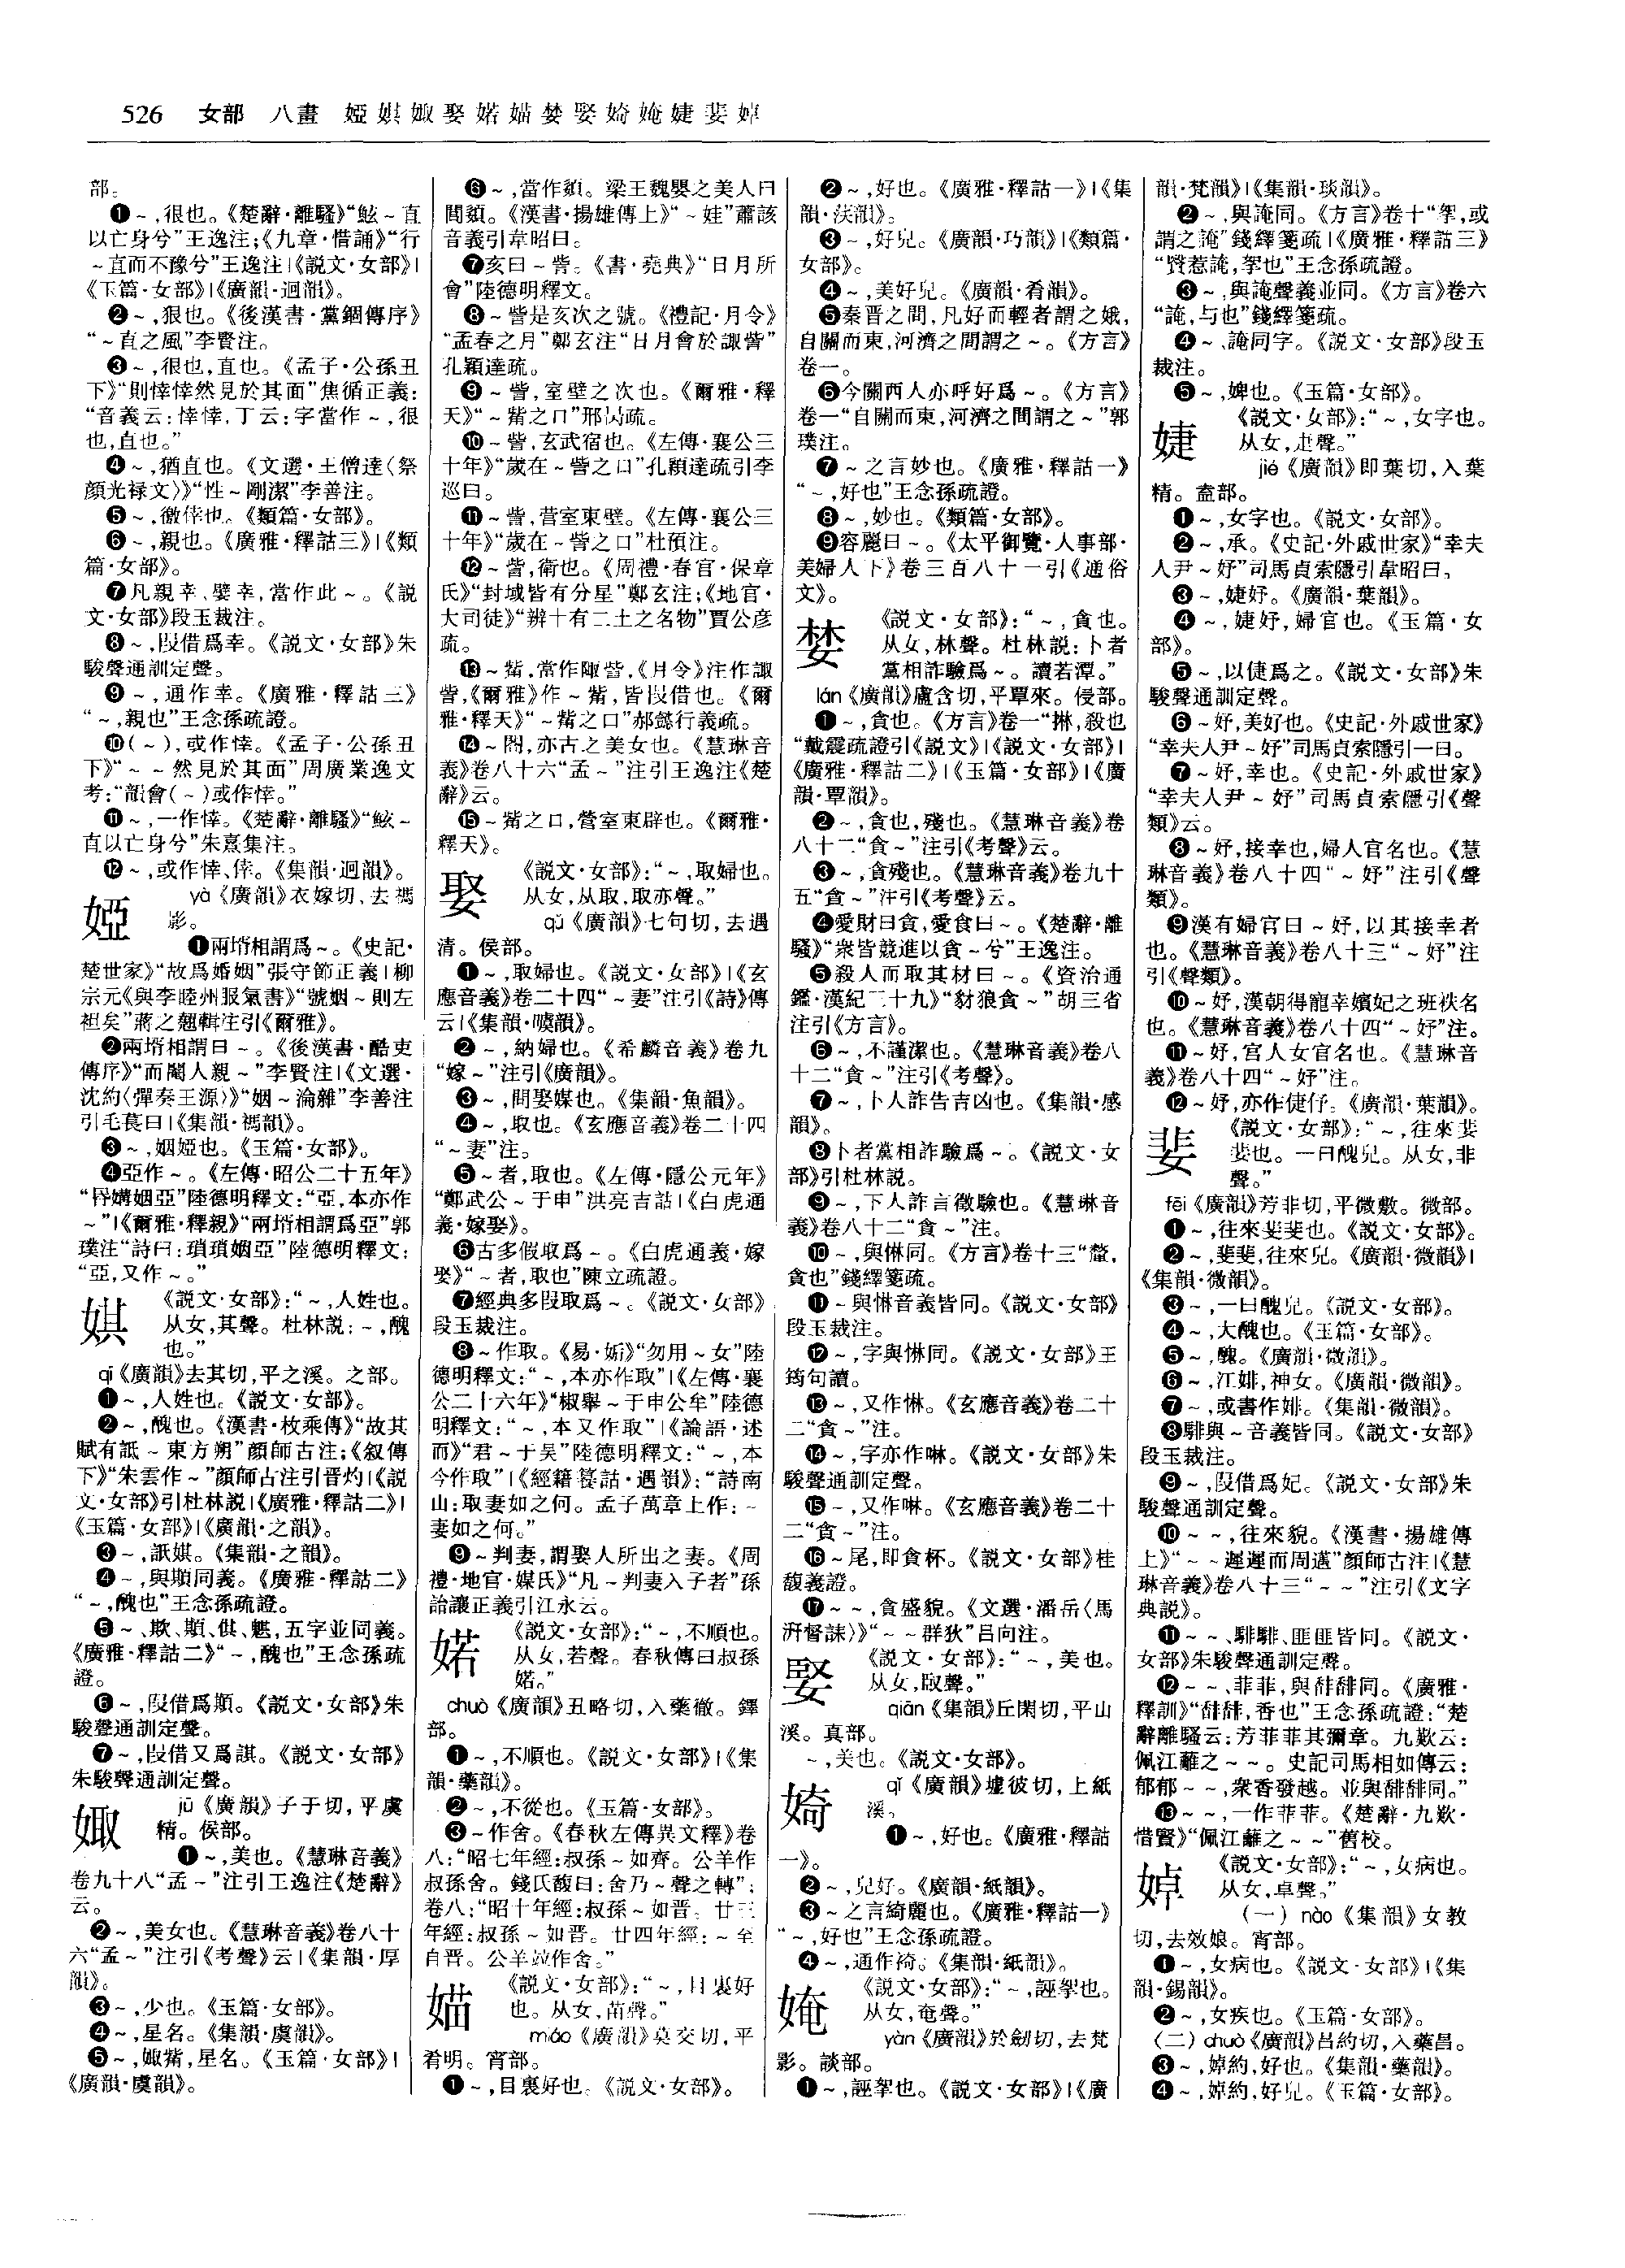 526 女部 八畫 婭娸娵娶婼媌婪婜婍婠婕婓婥
部。
❶~,很也。《楚辭·離騷》“鮌~直
以亡身兮”王逸注;《九章·惜誦》“行
~直而不豫兮”王逸注|《説文·女部》|
《玉篇·女部》|《廣韻·迥韻》。
❷~,狠也。《後漢書·黨錮傳序》
“~直之風”李賢注。
❸~,很也,直也。《孟子·公孫丑
下》“則悻悻然見於其面”焦循正義:
“音義云:悻悻,丁云:字當作~,很
也,直也。”
❹~,猶直也。《文選·王僧達〈祭
顔光禄文〉》“性~剛潔”李善注。
❺~,㣲倖也。《類篇·女部》。
❻~,親也。《廣雅·釋詁三》|《類
篇·女部》。
❼凡親幸、嬖幸,當作此~。《説
文·女部》段玉裁注。
❽~,叚借爲幸。《説文·女部》朱
駿聲通訓定聲。
❾~,通作幸。《廣雅·釋詁三》
“~,親也”王念孫疏證。
❿(~),或作悻。《孟子·公孫丑
下》“~~然見於其面”周廣業逸文
考:“韻會(~)或作悻。”
⓫~,一作悻。《楚辭·離騷》“鮌~
直以亡身兮”朱熹集注。
⓬~,或作悻、倖。《集韻·迥韻》。
婭
yà《廣韻》衣嫁切,去禡
影。
❶兩壻相謂爲~。《史記·
楚世家》“故爲婚姻”張守節正義|柳
宗元《與李睦州服氣書》“號姻~則左
袒矣”蔣之翹輯注引《爾雅》。
❷兩壻相謂曰~。《後漢書·酷吏
傳序》“而閹人親~”李賢注|《文選·
沈約〈彈奏王源〉》“姻~淪雜”李善注
引毛萇曰|《集韻·禡韻》。
❸~,姻婭也。《玉篇·女部》。
❹亞作~。《左傳·昭公二十五年》
“昬媾姻亞”陸德明釋文:“亞,本亦作
~”|《爾雅·釋親》“兩壻相謂爲亞”郭
璞注“詩曰:瑣瑣姻亞”陸德明釋文:
“亞,又作~。”
娸
《説文·女部》:“~,人姓也。
从女,其聲。杜林説:~,醜
也。”
qī《廣韻》去其切,平之溪。之部。
❶~,人姓也。《説文·女部》。
❷~,醜也。《漢書·枚乘傳》“故其
賦有詆~東方朔”顔師古注;《叙傳
下》“朱雲作~”顔師古注引晋灼|《説
文·女部》引杜林説|《廣雅·釋詁二》|
《玉篇·女部》|《廣韻·之韻》。
❸~,詆娸。《集韻·之韻》。
❹~,與䫏同義。《廣雅·釋詁二》
“~,醜也”王念孫疏證。
❺~、欺、䫏、倛、魌,五字並同義。
《廣雅·釋詁二》“~,醜也”王念孫疏
證。
❻~,叚借爲䫏。《説文·女部》朱
駿聲通訓定聲。
❼~,叚借又爲諆。《説文·女部》
朱駿聲通訓定聲。
娵
jū《廣韻》子于切,平虞
精。侯部。
❶~,美也。《慧琳音義》
卷九十八“孟~”注引王逸注《楚辭》
云。
❷~,美女也。《慧琳音義》卷八十
六“孟~”注引《考聲》云|《集韻·厚
韻》。
❸~,少也。《玉篇·女部》。
❹~,星名。《集韻·虞韻》。
❺~,娵觜,星名。《玉篇·女部》|
《廣韻·虞韻》。
❻~,當作䫫。梁王魏嬰之美人曰
閭䫫。《漢書·揚雄傳上》“~娃”蕭該
音義引韋昭曰。
❼亥曰~訾。《書·堯典》“日月所
會”陸德明釋文。
❽~訾是亥次之號。《禮記·月令》
“孟春之月”鄭玄注“日月會於諏訾”
孔穎達疏。
❾~訾,室壁之次也。《爾雅·釋
天》“~觜之口”邢昺疏。
❿~訾,玄武宿也。《左傳·襄公三
十年》“歲在~訾之口”孔穎達疏引李
巡曰。
⓫~訾,营室東壁。《左傳·襄公三
十年》“歲在~訾之口”杜預注。
⓬~訾,衛也。《周禮·春官·保章
氏》“封域皆有分星”鄭玄注;《地官·
大司徒》“辨十有二土之名物”賈公彦
疏。
⓭~觜,當作陬訾,《月令》注作諏
訾,《爾雅》作~觜,皆叚借也。《爾
雅·釋天》“~觜之口”郝懿行義疏。
⓮~閭,亦古之美女也。《慧琳音
義》卷八十六“孟~”注引王逸注《楚
辭》云。
⓯~觜之口,營室東辟也。《爾雅·
釋天》。
娶
《説文·女部》:“~,取婦也。
从女,从取,取亦聲。”
qǔ《廣韻》七句切,去遇
清。侯部。
❶~,取婦也。《説文·女部》|《玄
應音義》卷二十四“~妻”注引《詩》傳
云|《集韻·噳韻》。
❷~,納婦也。《希麟音義》卷九
“嫁~”注引《廣韻》。
❸~,問娶媒也。《集韻·魚韻》。
❹~,取也。《玄應音義》卷二十四
“~妻”注。
❺~者,取也。《左傳·隱公元年》
“鄭武公~于申”洪亮吉詁|《白虎通
義·嫁娶》。
❻古多假取爲~。《白虎通義·嫁
娶》“~者,取也”陳立疏證。
❼經典多叚取爲~。《説文·女部》
段玉裁注。
❽~作取。《易·姤》“勿用~女”陸
德明釋文:“~,本亦作取”|《左傳·襄
公二十六年》“椒舉~于申公牟”陸德
明釋文:“~,本又作取”|《論語·述
而》“君~于吴”陸德明釋文:“~,本
今作取”|《經籍籑詁·遇韻》:“詩南
山:取妻如之何。孟子萬章上作:~
妻如之何。”
❾~判妻,謂娶人所出之妻。《周
禮·地官·媒氏》“凡~判妻入子者”孫
詒讓正義引江永云。
婼
《説文·女部》:“~,不順也。
从女,若聲。春秋傳曰叔孫
婼。”
chuò《廣韻》丑略切,入藥徹。鐸
部。
❶~,不順也。《説文·女部》|《集
韻·藥韻》。
❷~,不從也。《玉篇·女部》。
❸~作舍。《春秋左傳異文釋》卷
八:“昭七年經:叔孫~如齊。公羊作
叔孫舍。錢氏馥曰:舍乃~聲之轉”;
卷八:“昭十年經:叔孫~如晋。廿三
年經:叔孫~如晋。廿四年經:~至
自晋。公羊竝作舍。”
媌
《説文·女部》:“~,目裏好
也。从女,苗聲。”
miáo《廣韻》莫交切,平
肴明。宵部。
❶~,目裏好也。《説文·女部》。
❷~,好也。《廣雅·釋詁一》|《集
韻·𦯧韻》。
❸~,好皃。《廣韻·巧韻》|《類篇·
女部》。
❹~,美好皃。《廣韻·肴韻》。
❺秦晋之間,凡好而輕者謂之娥,
自關而東,河濟之間謂之~。《方言》
卷一。
❻今關西人亦呼好爲~。《方言》
卷一“自關而東,河濟之間謂之~”郭
璞注。
❼~之言妙也。《廣雅·釋詁一》
“~,好也”王念孫疏證。
❽~,妙也。《類篇·女部》。
❾容麗曰~。《太平御覽·人事部·
美婦人下》卷三百八十一引《通俗
文》。
婪
《説文·女部》:“~,貪也。
从女,林聲。杜林説:卜者
黨相詐驗爲~。讀若潭。”
lán《廣韻》盧含切,平覃來。侵部。
❶~,貪也。《方言》卷一“惏,殺也
“戴震疏證引《説文》|《説文·女部》|
《廣雅·釋詁二》|《玉篇·女部》|《廣
韻·覃韻》。
❷~,貪也,殘也。《慧琳音義》卷
八十二“貪~”注引《考聲》云。
❸~,貪殘也。《慧琳音義》卷九十
五“貪~”注引《考聲》云。
❹愛財曰貪,愛食曰~。《楚辭·離
騷》“衆皆競進以貪~兮”王逸注。
❺殺人而取其材曰~。《資治通
鑑·漢紀三十九》“豺狼貪~”胡三省
注引《方言》。
❻~,不謹潔也。《慧琳音義》卷八
十二“貪~”注引《考聲》。
❼~,卜人詐告吉凶也。《集韻·感
韻》。
❽卜者黨相詐驗爲~。《説文·女
部》引杜林説。
❾~,下人詐言徵驗也。《慧琳音
義》卷八十二“貪~”注。
❿~,與惏同。《方言》卷十三“㰖,
貪也”錢繹箋疏。
⓫~與惏音義皆同。《説文·女部》
段玉裁注。
⓬~,字與惏同。《説文·女部》王
筠句讀。
⓭~,又作惏。《玄應音義》卷二十
二“貪~”注。
⓮~,字亦作啉。《説文·女部》朱
駿聲通訓定聲。
⓯~,又作啉。《玄應音義》卷二十
二“貪~”注。
⓰~尾,即貪杯。《説文·女部》桂
馥義證。
⓱~~,貪盛貌。《文選·潘岳〈馬
汧督誄〉》“~~群狄”吕向注。
婜
《説文·女部》:“~,美也。
从女,臤聲。”
qiān《集韻》丘閑切,平山
溪。真部。
~,美也。《説文·女部》。
婍
qǐ《廣韻》墟彼切,上紙
溪。
❶~,好也。《廣雅·釋詁
一》。
❷~,皃好。《廣韻·紙韻》。
❸~之言綺麗也。《廣雅·釋詁一》
“~,好也”王念孫疏證。
❹~,通作㣲。《集韻·紙韻》。
媕
《説文·女部》:“~,誣挐也。
从女,奄聲。”
yàn《廣韻》於劒切,去梵
影。談部。
❶~,誣挐也。《説文·女部》|《廣
韻·梵韻》|《集韻·琰韻》。
❷~,與誣同。《方言》卷十“挐,或
謂之䛳”錢繹箋疏|《廣雅·釋詁三》
“䝱惹䛳,挐也”王念孫疏證。
❸~,與䛳聲義並同。《方言》卷六
“䛳,与也”錢繹箋疏。
❹~、䛳同字。《説文·女部》段玉
裁注。
❺~,婢也。《玉篇·女部》。
婕
《説文·女部》:“~,女字也。
从女,疌聲。”
jié《廣韻》即葉切,入葉
精。盍部。
❶~,女字也。《説文·女部》。
❷~,承。《史記·外戚世家》“幸夫
人尹~妤”司馬貞索隱引韋昭曰。
❸~,婕妤。《廣韻·葉韻》。
❹~,婕妤,婦官也。《玉篇·女
部》。
❺~,以倢爲之。《説文·女部》朱
駿聲通訓定聲。
❻~妤,美好也。《史記·外戚世家》
“幸夫人尹~妤”司馬貞索隱引一曰。
❼~妤,幸也。《史記·外戚世家》
“幸夫人尹~妤”司馬貞索隱引《聲
類》云。
❽~妤,接幸也,婦人官名也。《慧
琳音義》卷八十四“~妤”注引《聲
類》。
❾漢有婦官曰~妤,以其接幸者
也。《慧琳音義》卷八十三“~妤”注
引《聲類》。
❿~妤,漢朝得寵幸嬪妃之班袟名
也。《慧琳音義》卷八十四“~妤”注。
⓫~妤,宫人女官名也。《慧琳音
義》卷八十四“~妤”注。
⓬~妤,亦作倢伃。《廣韻·葉韻》。
婓
《説文·女部》:“~,往來婓
婓也。一曰醜皃。从女,非
聲。”
fēi《廣韻》芳非切,平微敷。微部。
❶~,往來婓婓也。《説文·女部》。
❷~,婓婓,往來皃。《廣韻·微韻》|
《集韻·微韻》。
❸~,一曰醜皃。《説文·女部》。
❹~,大醜也。《玉篇·女部》。
❺~,醜。《廣韻·微韻》。
❻~,江婔,神女。《廣韻·微韻》。
❼~,或書作婔。《集韻·微韻》。
❽騑與~音義皆同。《説文·女部》
段玉裁注。
❾~,叚借爲妃。《説文·女部》朱
駿聲通訓定聲。
❿~~,往來貌。《漢書·揚雄傳
上》“~~遲遲而周邁”顔師古注|《慧
琳音義》卷八十三“~~”注引《文字
典説》。
⓫~~、騑騑、匪匪皆同。《説文·
女部》朱駿聲通訓定聲。
⓬~~、菲菲,與馡馡同。《廣雅·
釋訓》“馡馡,香也”王念孫疏證:“楚
辭離騷云:芳菲菲其彌章。九歎云:
佩江蘺之~~。史記司馬相如傳云:
郁郁~~,衆香發越。並與馡馡同。”
⓭~~,一作菲菲。《楚辭·九歎·
惜賢》“佩江蘺之~~”舊校。
婥
《説文·女部》:“~,女病也。
从女,卓聲。”
(一)nào《集韻》女教
切,去效娘。宵部。
❶~,女病也。《説文·女部》|《集
韻·錫韻》。
❷~,女疾也。《玉篇·女部》。
(二)chuò《廣韻》昌約切,入藥昌。
❸~,婥約,好也。《集韻·藥韻》。
❹~,婥約,好皃。《玉篇·女部》。